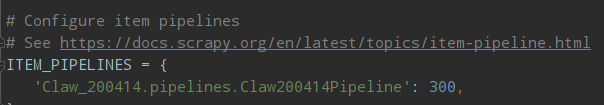 # Configure item pipelines
# See https://docs.scrapy.org/en/latest/topics/item-pipeline.html
ITEM_PIPELINES = {
    'Claw_200414.pipelines.Claw200414Pipeline': 300,
}